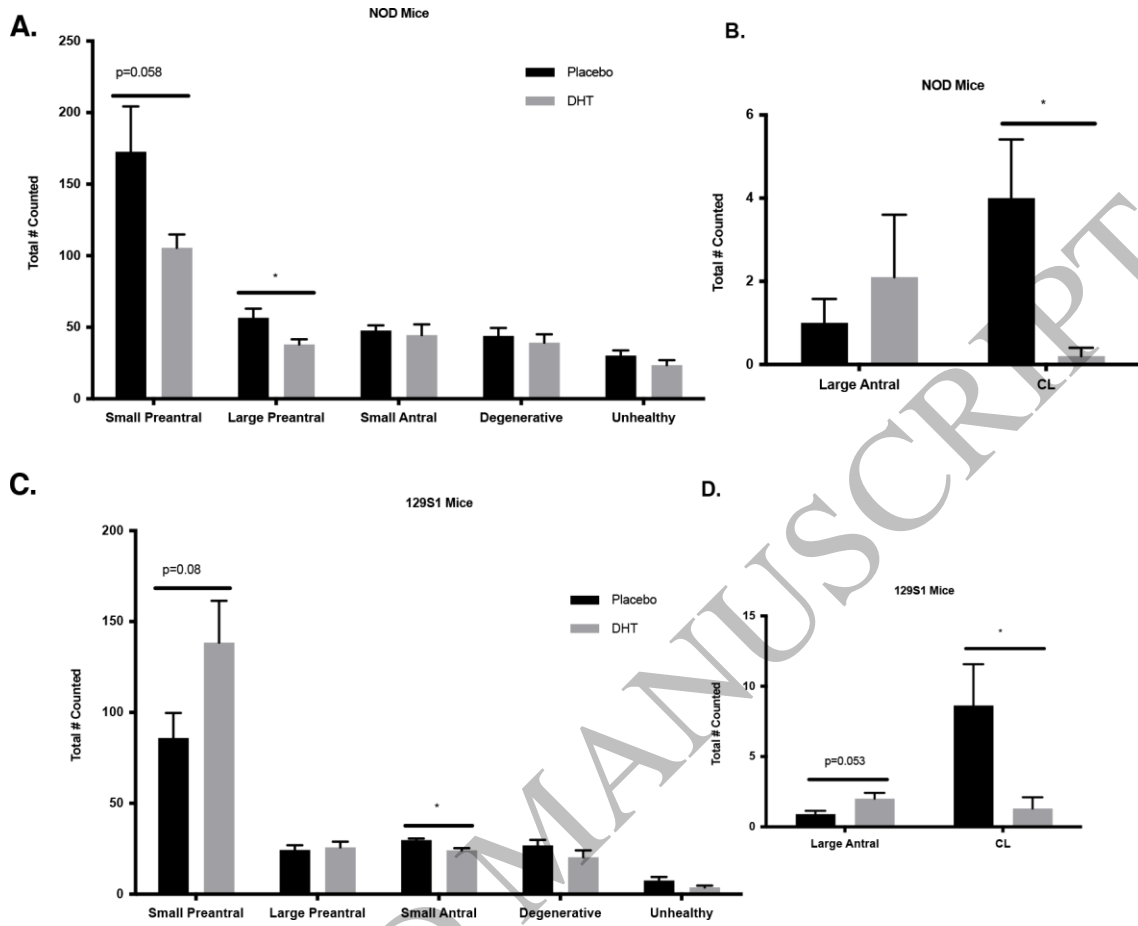 A.
NOD Mice
250
200
150
100
50
0
Total # Counted
p=0.058
*
Placebo
DHT
Small Preantral
Large Preantral
Small Antral
Degenerative
Unhealthy
B.
NOD Mice
6
4
2
0
Total # Counted
*
Large Antral
CL
C.
129S1 Mice
200
150
100
50
0
Total # Counted
p=0.08
*
Placebo
DHT
Small Preantral
Large Preantral
Small Antral
Degenerative
Unhealthy
D.
129S1 Mice
15
10
5
0
Total # Counted
p=0.053
*
Large Antral
CL
MANUSCRIPT